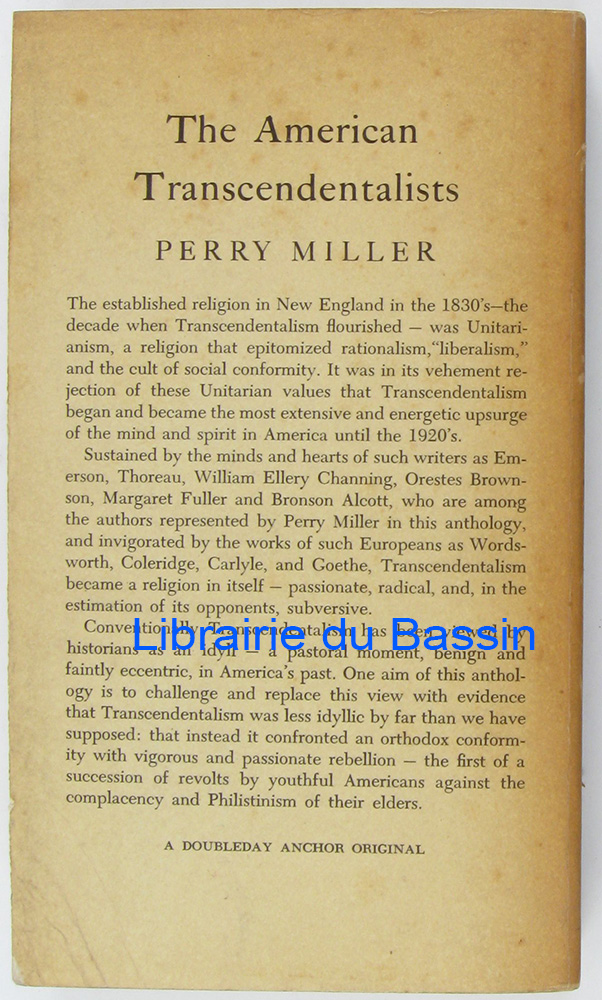 The American
Transcendentalists
PERRY MILLER
The established religion in New England in the 1830's—the
decade when Transcendentalism flourished — was Unitari-
anism, a religion that epitomized rationalism,"liberalism,"
and the cult of social conformity. It was in its vehement re-
jection of these Unitarian values that Transcendentalism
began and became the most extensive and energetic upsurge
of the mind and spirit in America until the 1920's.
Sustained by the minds and hearts of such writers as Em-
erson, Thoreau, William Ellery Channing, Orestes Brown-
son, Margaret Fuller and Bronson Alcott, who are among
the authors represented by Perry Miller in this anthology,
and invigorated by the works of such Europeans as Words-
worth, Coleridge, Carlyle, and Goethe, Transcendentalism
became a religion in itself — passionate, radical, and, in the
estimation of its opponents, subversive.
Conventionally Transcendentalism has been viewed by
Librairie du Bassin
historians as an idyll — a pastoral moment, benign and
faintly eccentric, in America's past. One aim of this anthol-
ogy is to challenge and replace this view with evidence
that Transcendentalism was less idyllic by far than we have
supposed: that instead it confronted an orthodox conform-
ity with vigorous and passionate rebellion — the first of a
succession of revolts by youthful Americans against the
complacency and Philistinism of their elders.
A DOUBLEDAY ANCHOR ORIGINAL